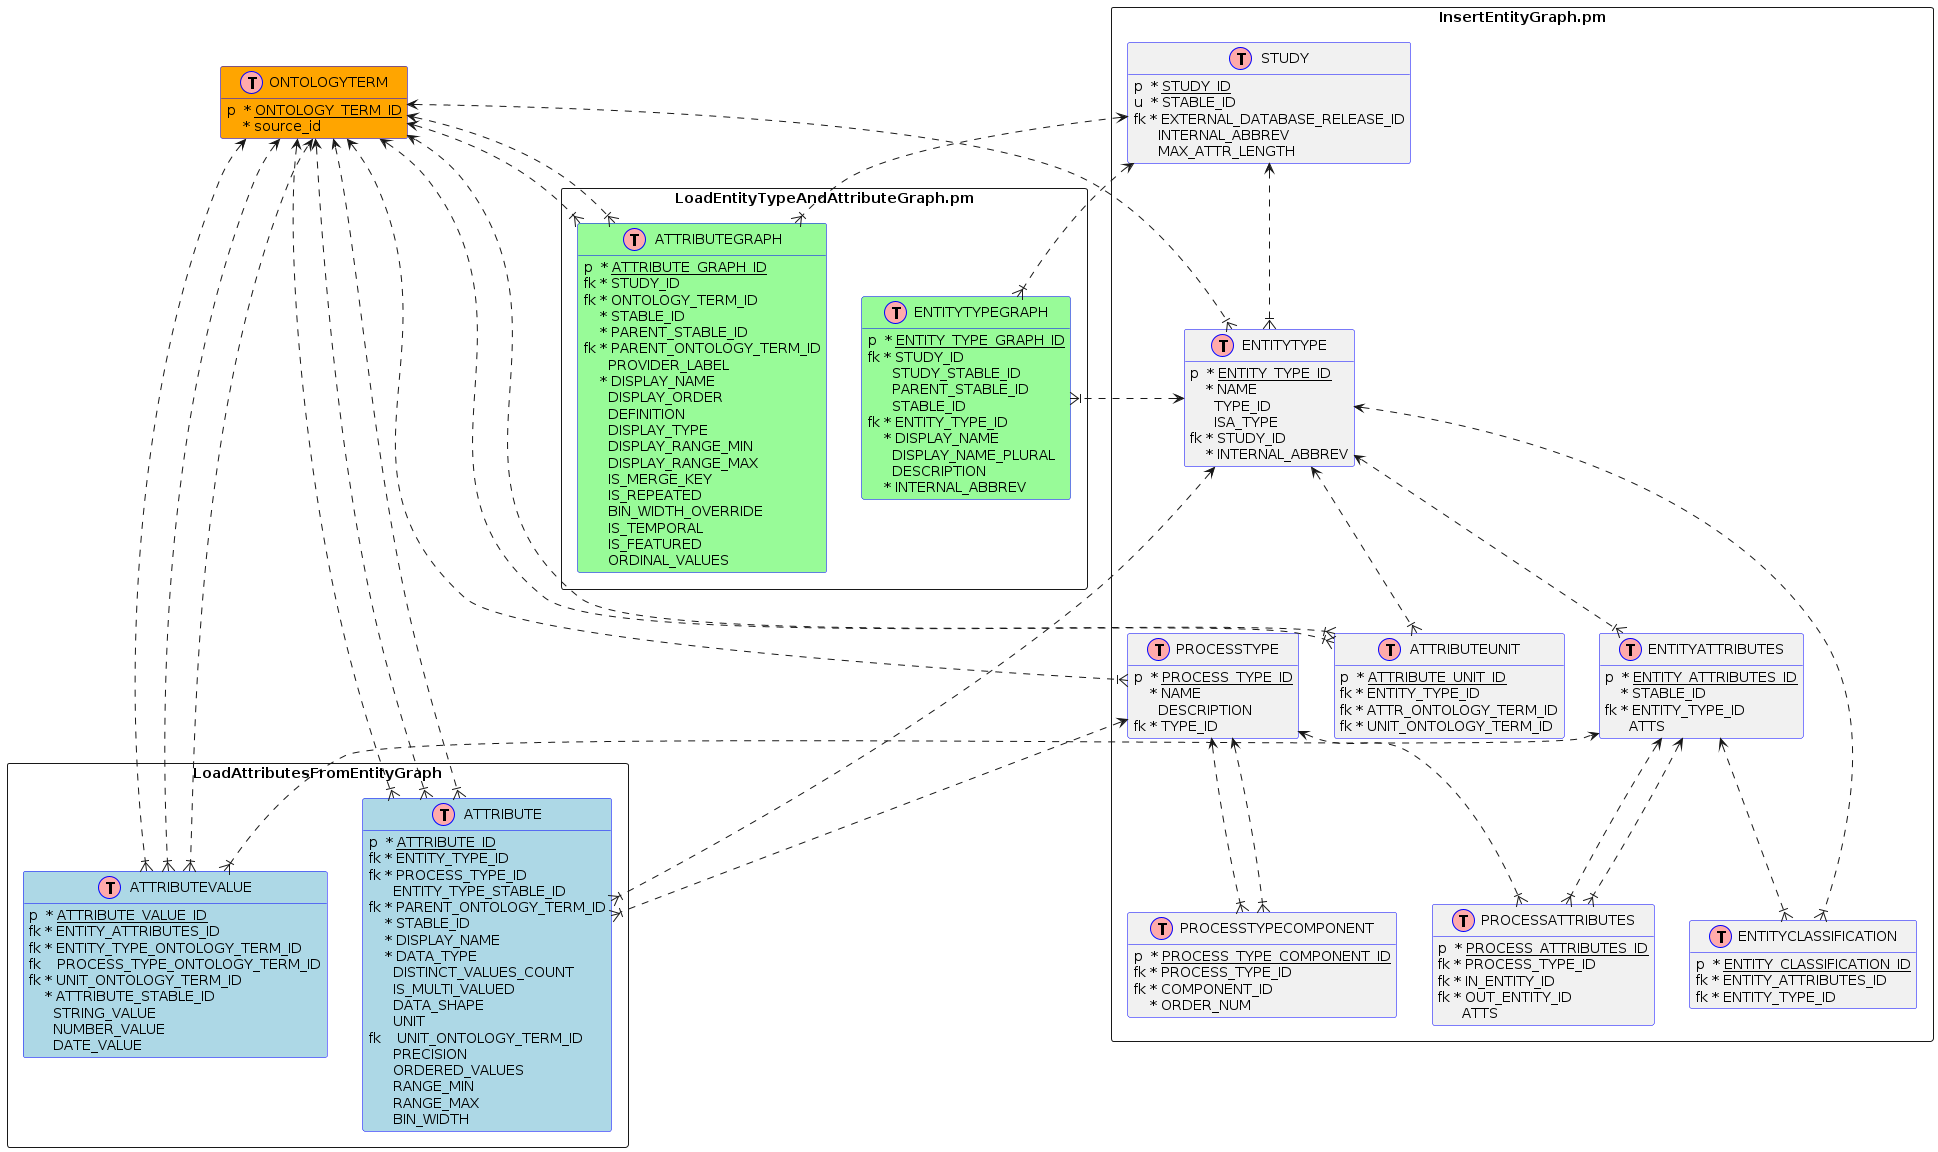 InsertEntityGraph.pm
T STUDY
p * STUDY_ID
u * STABLE_ID
fk * EXTERNAL_DATABASE_RELEASE_ID
INTERNAL_ABBREV
MAX_ATTR_LENGTH
T ONTOLOGYTERM
p * ONTOLOGY_TERM_ID
* source_id
LoadEntityTypeAndAttributeGraph.pm
T ATTRIBUTEGRAPH
p * ATTRIBUTE_GRAPH_ID
fk * STUDY_ID
fk * ONTOLOGY_TERM_ID
* STABLE_ID
* PARENT_STABLE_ID
fk * PARENT_ONTOLOGY_TERM_ID
PROVIDER_LABEL
* DISPLAY_NAME
DISPLAY_ORDER
DEFINITION
DISPLAY_TYPE
DISPLAY_RANGE_MIN
DISPLAY_RANGE_MAX
IS_MERGE_KEY
IS_REPEATED
BIN_WIDTH_OVERRIDE
IS_TEMPORAL
IS_FEATURED
ORDINAL_VALUES
T ENTITYTYPEGRAPH
p * ENTITY_TYPE_GRAPH_ID
fk * STUDY_ID
STUDY_STABLE_ID
PARENT_STABLE_ID
STABLE_ID
fk * ENTITY_TYPE_ID
* DISPLAY_NAME
DISPLAY_NAME_PLURAL
DESCRIPTION
* INTERNAL_ABBREV
T ENTITYTYPE
p * ENTITY_TYPE_ID
* NAME
TYPE_ID
ISA_TYPE
fk * STUDY_ID
* INTERNAL_ABBREV
T PROCESSTYPE
p * PROCESS_TYPE_ID
* NAME
DESCRIPTION
fk * TYPE_ID
T ATTRIBUTEUNIT
p * ATTRIBUTE_UNIT_ID
fk * ENTITY_TYPE_ID
fk * ATTR_ONTOLOGY_TERM_ID
fk * UNIT_ONTOLOGY_TERM_ID
T ENTITYATTRIBUTES
p * ENTITY_ATTRIBUTES_ID
* STABLE_ID
fk * ENTITY_TYPE_ID
ATTS
LoadAttributesFromEntityGraph
T ATTRIBUTEVALUE
p * ATTRIBUTE_VALUE_ID
fk * ENTITY_ATTRIBUTES_ID
fk * ENTITY_TYPE_ONTOLOGY_TERM_ID
fk PROCESS_TYPE_ONTOLOGY_TERM_ID
fk * UNIT_ONTOLOGY_TERM_ID
* ATTRIBUTE_STABLE_ID
STRING_VALUE
NUMBER_VALUE
DATE_VALUE
T ATTRIBUTE
p * ATTRIBUTE_ID
fk * ENTITY_TYPE_ID
fk * PROCESS_TYPE_ID
ENTITY_TYPE_STABLE_ID
fk * PARENT_ONTOLOGY_TERM_ID
* STABLE_ID
* DISPLAY_NAME
* DATA_TYPE
DISTINCT_VALUES_COUNT
IS_MULTI_VALUED
DATA_SHAPE
UNIT
fk UNIT_ONTOLOGY_TERM_ID
PRECISION
ORDERED_VALUES
RANGE_MIN
RANGE_MAX
BIN_WIDTH
T PROCESSTYPECOMPONENT
p * PROCESS_TYPE_COMPONENT_ID
fk * PROCESS_TYPE_ID
fk * COMPONENT_ID
* ORDER_NUM
T PROCESSATTRIBUTES
p * PROCESS_ATTRIBUTES_ID
fk * PROCESS_TYPE_ID
fk * IN_ENTITY_ID
fk * OUT_ENTITY_ID
ATTS
T ENTITYCLASSIFICATION
p * ENTITY_CLASSIFICATION_ID
fk * ENTITY_ATTRIBUTES_ID
fk * ENTITY_TYPE_ID